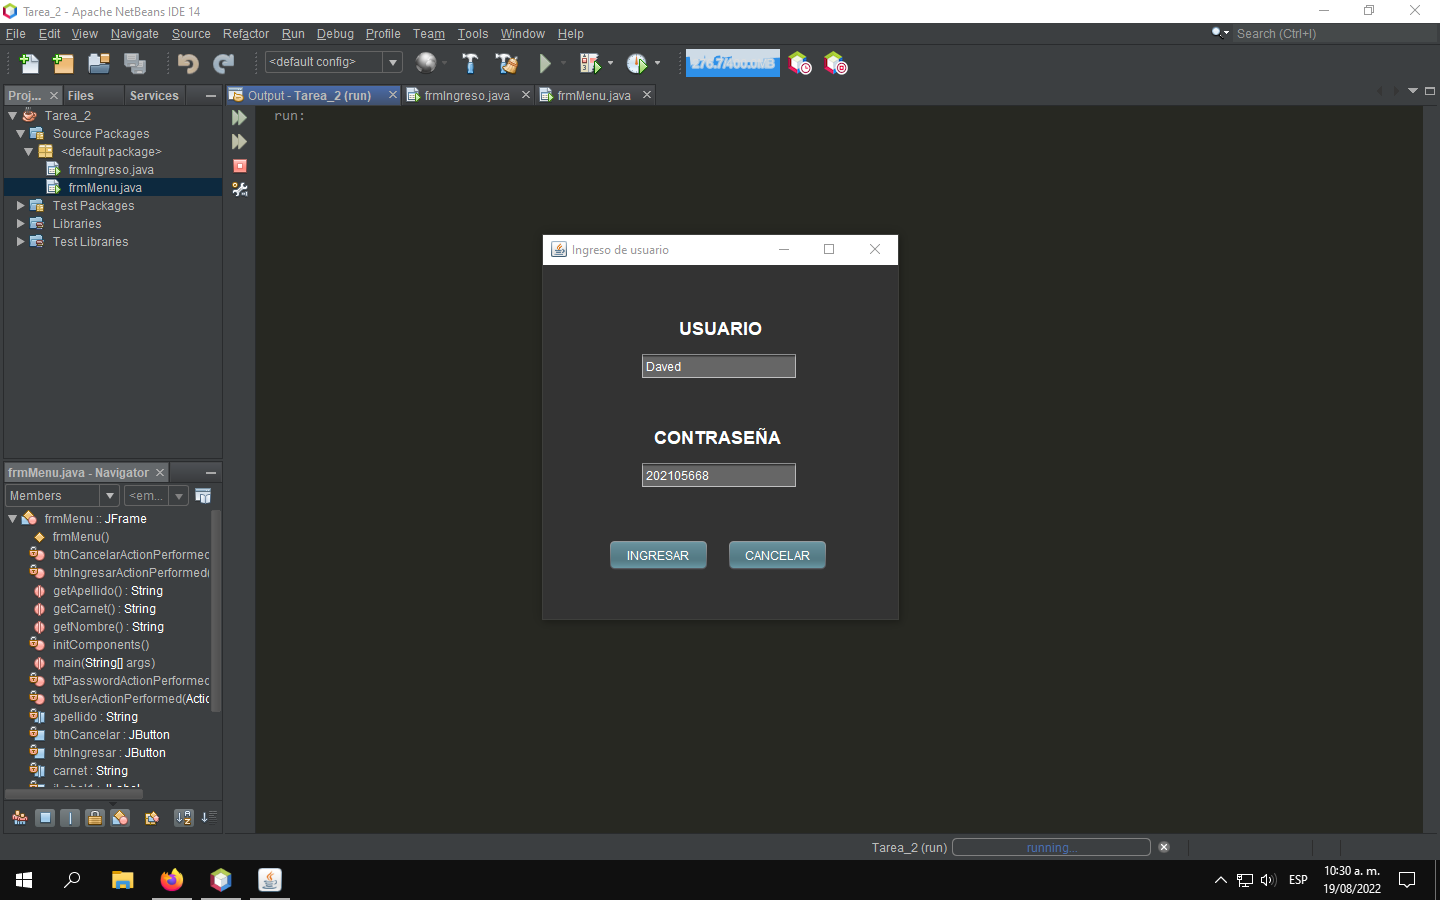 Tarea_2 - Apache NetBeans IDE 14
File Edit View Navigate Source Refactor Run Debug Profile Team Tools Window Help
Search (Ctrl+I)
<default config>
Proj... Files Services
Output - Tarea_2 (run) frmIngreso.java frmMenu.java
Tarea_2
Source Packages
<default package>
frmIngreso.java
frmMenu.java
Test Packages
Libraries
Test Libraries
run:
Ingreso de usuario
USUARIO
Daved
CONTRASEÑA
202105668
INGRESAR CANCELAR
frmMenu.java - Navigator
Members <em...
frmMenu :: JFrame
frmMenu()
btnCancelarActionPerformed
btnIngresarActionPerformed(
getApellido() : String
getCarnet() : String
getNombre() : String
initComponents()
main(String[] args)
txtPasswordActionPerformed
txtUserActionPerformed(Actio
apellido : String
btnCancelar : JButton
btnIngresar : JButton
carnet : String
Tarea_2 (run) running...
ESP
10:30 a. m.
19/08/2022